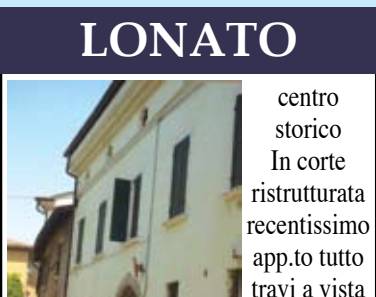 LONATO
centro
storico
In corte
ristrutturata
recentissimo
app.to tutto
travi a vista